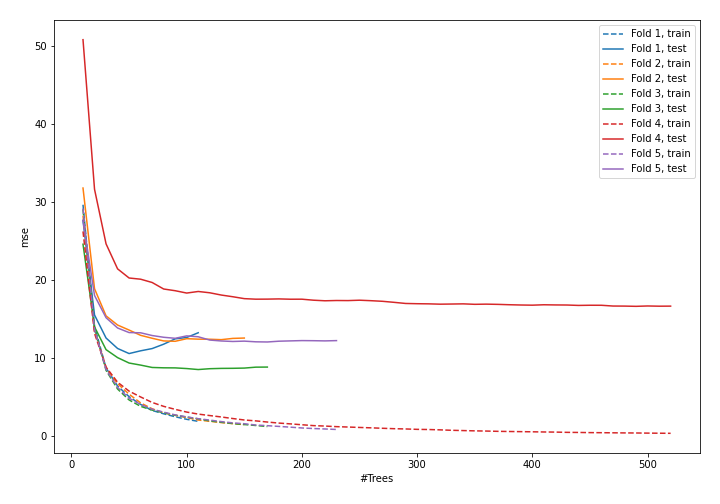 50
40
30
20
10
0
mse
0
100
200
300
400
500
#Trees
Fold 1, train
Fold 1, test
Fold 2, train
Fold 2, test
Fold 3, train
Fold 3, test
Fold 4, train
Fold 4, test
Fold 5, train
Fold 5, test